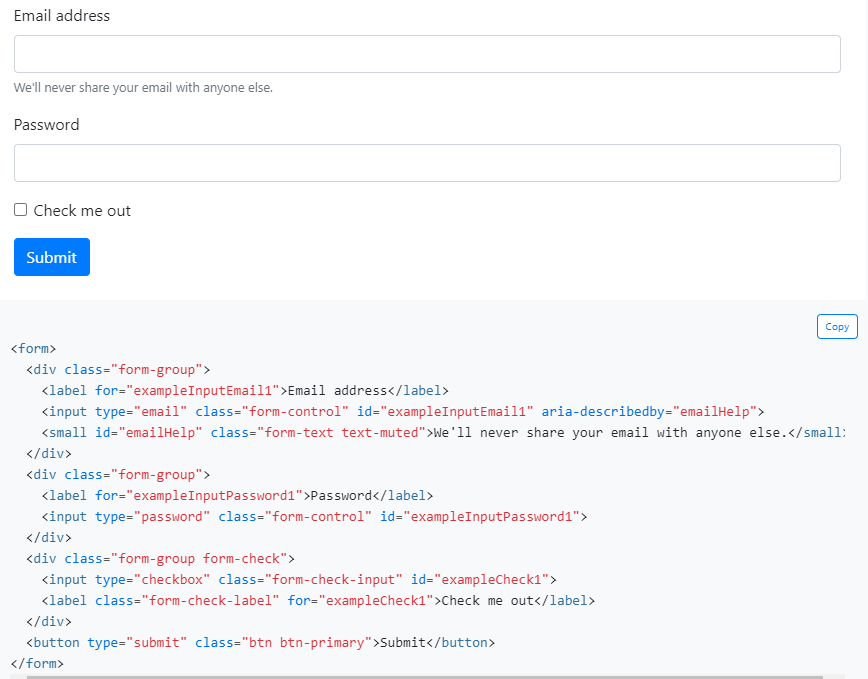 Email address
We'll never share your email with anyone else.
Password
Check me out
Submit
Copy
<form>
  <div class="form-group">
    <label for="exampleInputEmail1">Email address</label>
    <input type="email" class="form-control" id="exampleInputEmail1" aria-describedby="emailHelp">
    <small id="emailHelp" class="form-text text-muted">We'll never share your email with anyone else.</small>
  </div>
  <div class="form-group">
    <label for="exampleInputPassword1">Password</label>
    <input type="password" class="form-control" id="exampleInputPassword1">
  </div>
  <div class="form-group form-check">
    <input type="checkbox" class="form-check-input" id="exampleCheck1">
    <label class="form-check-label" for="exampleCheck1">Check me out</label>
  </div>
  <button type="submit" class="btn btn-primary">Submit</button>
</form>